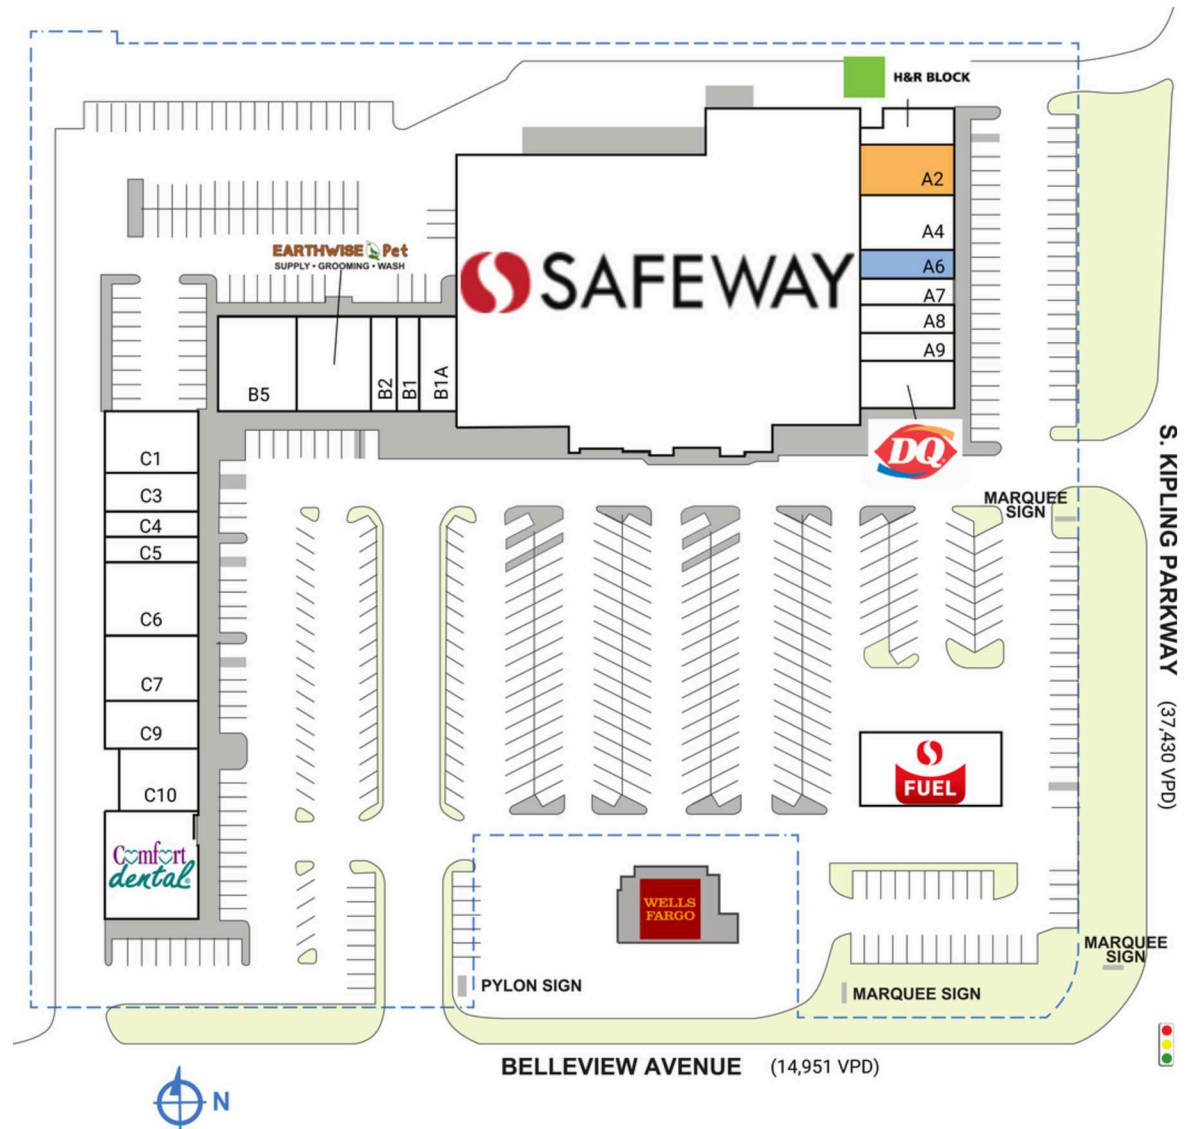 H&R BLOCK
A2
A4
A6
A7
A8
A9
EARTHWISE Pet
SUPPLY • GROOMING • WASH
SAFEWAY
B5
B2
B1
B1A
DQ
C1
C3
C4
C5
C6
C7
C9
C10
Comfort
dental
MARQUEE
SIGN
S. KIPLING PARKWAY
(37,430 VPD)
FUEL
WELLS
FARGO
PYLON SIGN
MARQUEE SIGN
MARQUEE
SIGN
BELLEVIEW AVENUE
(14,951 VPD)
N